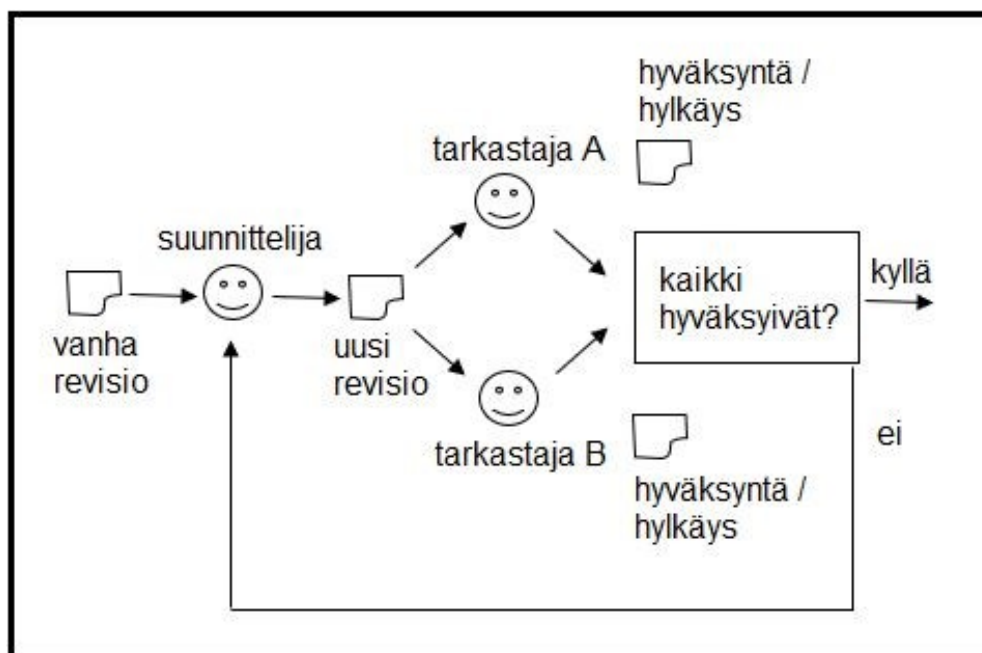 hyväksyntä /
hylkäys
tarkastaja A
suunnittelija
vanha
revisio
uusi
revisio
kaikki
hyväksyivät?
kyllä
ei
tarkastaja B
hyväksyntä /
hylkäys